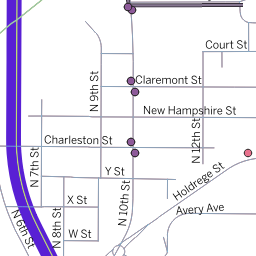 Court St
Claremont St
N 9th St
New Hampshire St
N 12th St
Charleston St
N 7th St
Y St
Holdrege St
X St
N 10th St
Avery Ave
N 6th St
N 8th St
W St